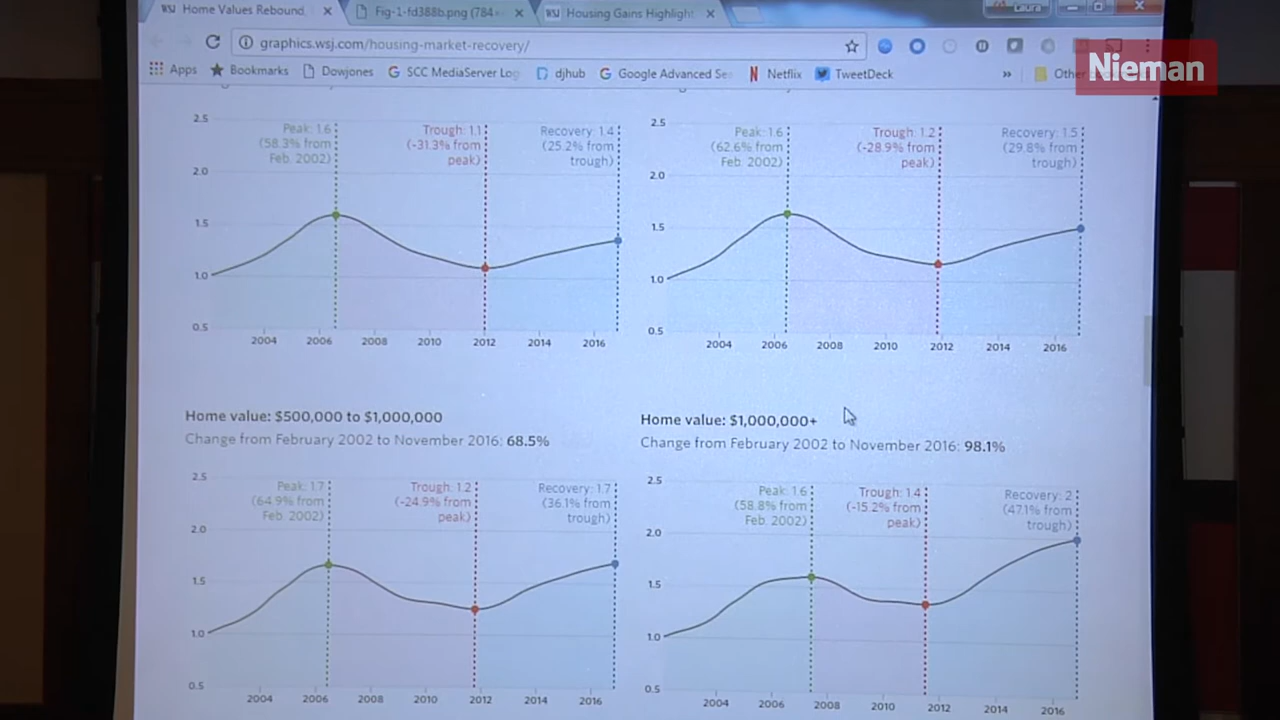 WSJ Home Values Rebound,
Fig-1-fd388b.png (784×
WSJ Housing Gains Highlight
Laura
graphics.wsj.com/housing-market-recovery/
Nieman
Apps Bookmarks Dowjones SCC MediaServer Log djhub Google Advanced Se Netflix TweetDeck » Other
2.5
Peak: 1.6
(58.3% from
Feb. 2002)
Trough: 1.1
(-31.3% from
peak)
Recovery: 1.4
(25.2% from
trough)
2.0
1.5
1.0
0.5
2004 2006 2008 2010 2012 2014 2016
2.5
Peak: 1.6
(62.6% from
Feb. 2002)
Trough: 1.2
(-28.9% from
peak)
Recovery: 1.5
(29.8% from
trough)
2.0
1.5
1.0
0.5
2004 2006 2008 2010 2012 2014 2016
Home value: $500,000 to $1,000,000
Change from February 2002 to November 2016: 68.5%
2.5
Peak: 1.7
(64.9% from
Feb. 2002)
Trough: 1.2
(-24.9% from
peak)
Recovery: 1.7
(36.1% from
trough)
2.0
1.5
1.0
0.5
2004 2006 2008 2010 2012 2014 2016
Home value: $1,000,000+
Change from February 2002 to November 2016: 98.1%
2.5
Peak: 1.6
(58.8% from
Feb. 2002)
Trough: 1.4
(-15.2% from
peak)
Recovery: 2
(47.1% from
trough)
2.0
1.5
1.0
0.5
2004 2006 2008 2010 2012 2014 2016